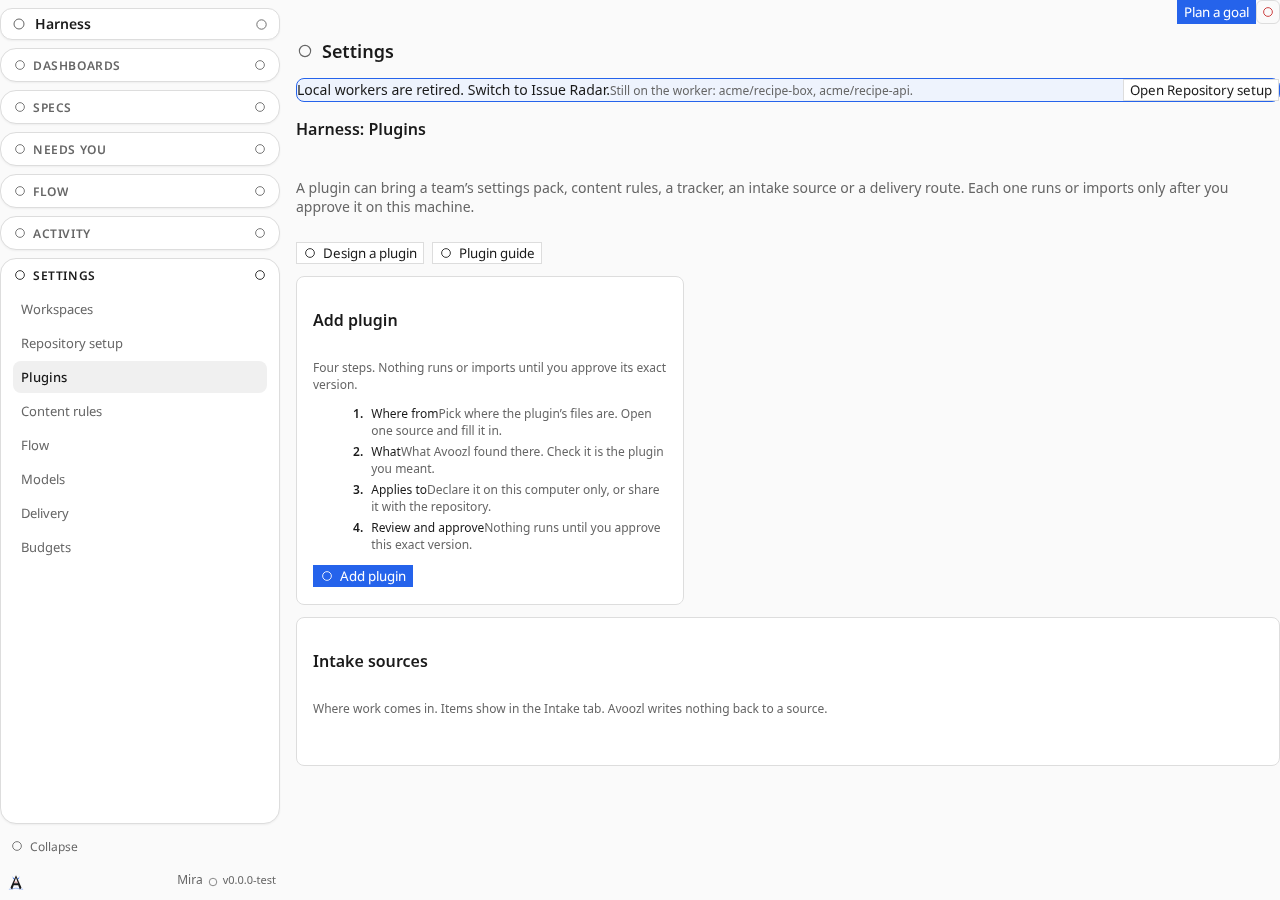 Harness
DASHBOARDS
SPECS
NEEDS YOU
FLOW
ACTIVITY
SETTINGS
Workspaces
Repository setup
Plugins
Content rules
Flow
Models
Delivery
Budgets
Collapse
A
Mira v0.0.0-test
Plan a goal
Settings
Local workers are retired. Switch to Issue Radar.Still on the worker: acme/recipe-box, acme/recipe-api.
Open Repository setup
Harness: Plugins
A plugin can bring a team’s settings pack, content rules, a tracker, an intake source or a delivery route. Each one runs or imports only after you
approve it on this machine.
Design a plugin
Plugin guide
Add plugin
Four steps. Nothing runs or imports until you approve its exact
version.
1. Where fromPick where the plugin’s files are. Open
one source and fill it in.
2. WhatWhat Avoozl found there. Check it is the plugin
you meant.
3. Applies toDeclare it on this computer only, or share
it with the repository.
4. Review and approveNothing runs until you approve
this exact version.
Add plugin
Intake sources
Where work comes in. Items show in the Intake tab. Avoozl writes nothing back to a source.